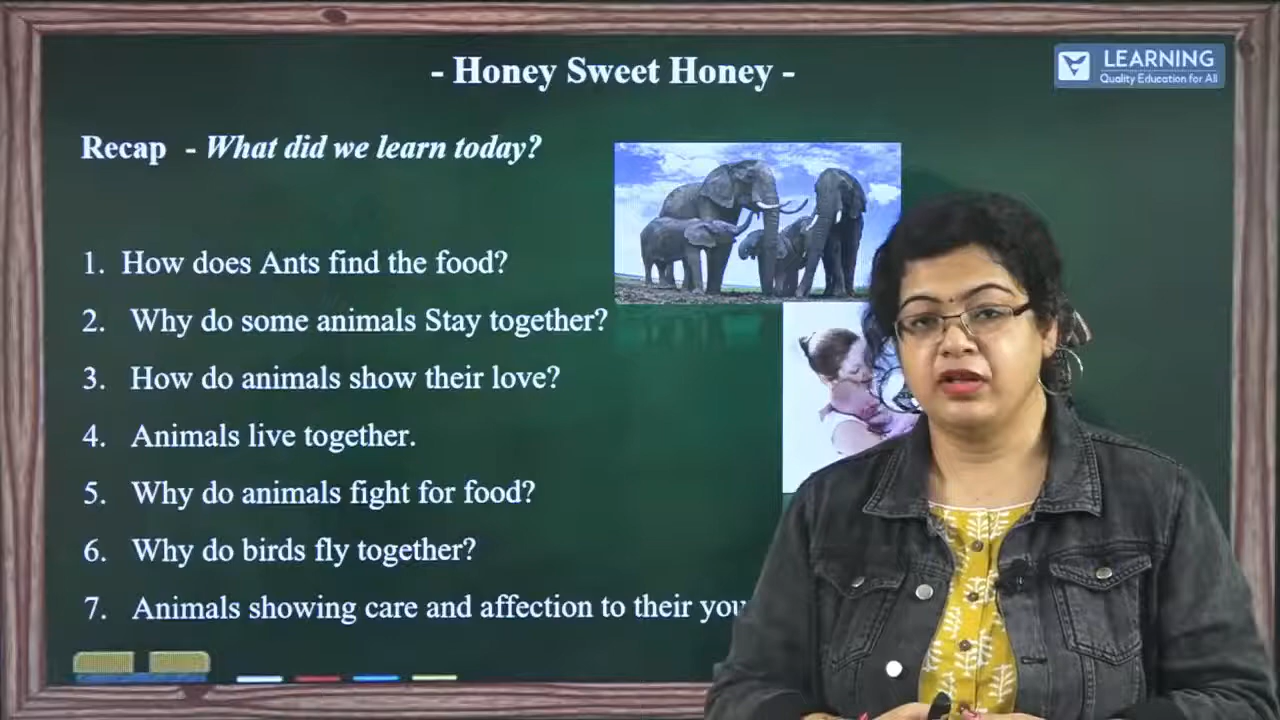 - Honey Sweet Honey -
LEARNING
Quality Education for All
Recap - What did we learn today?
1. How does Ants find the food?
2. Why do some animals Stay together?
3. How do animals show their love?
4. Animals live together.
5. Why do animals fight for food?
6. Why do birds fly together?
7. Animals showing care and affection to their